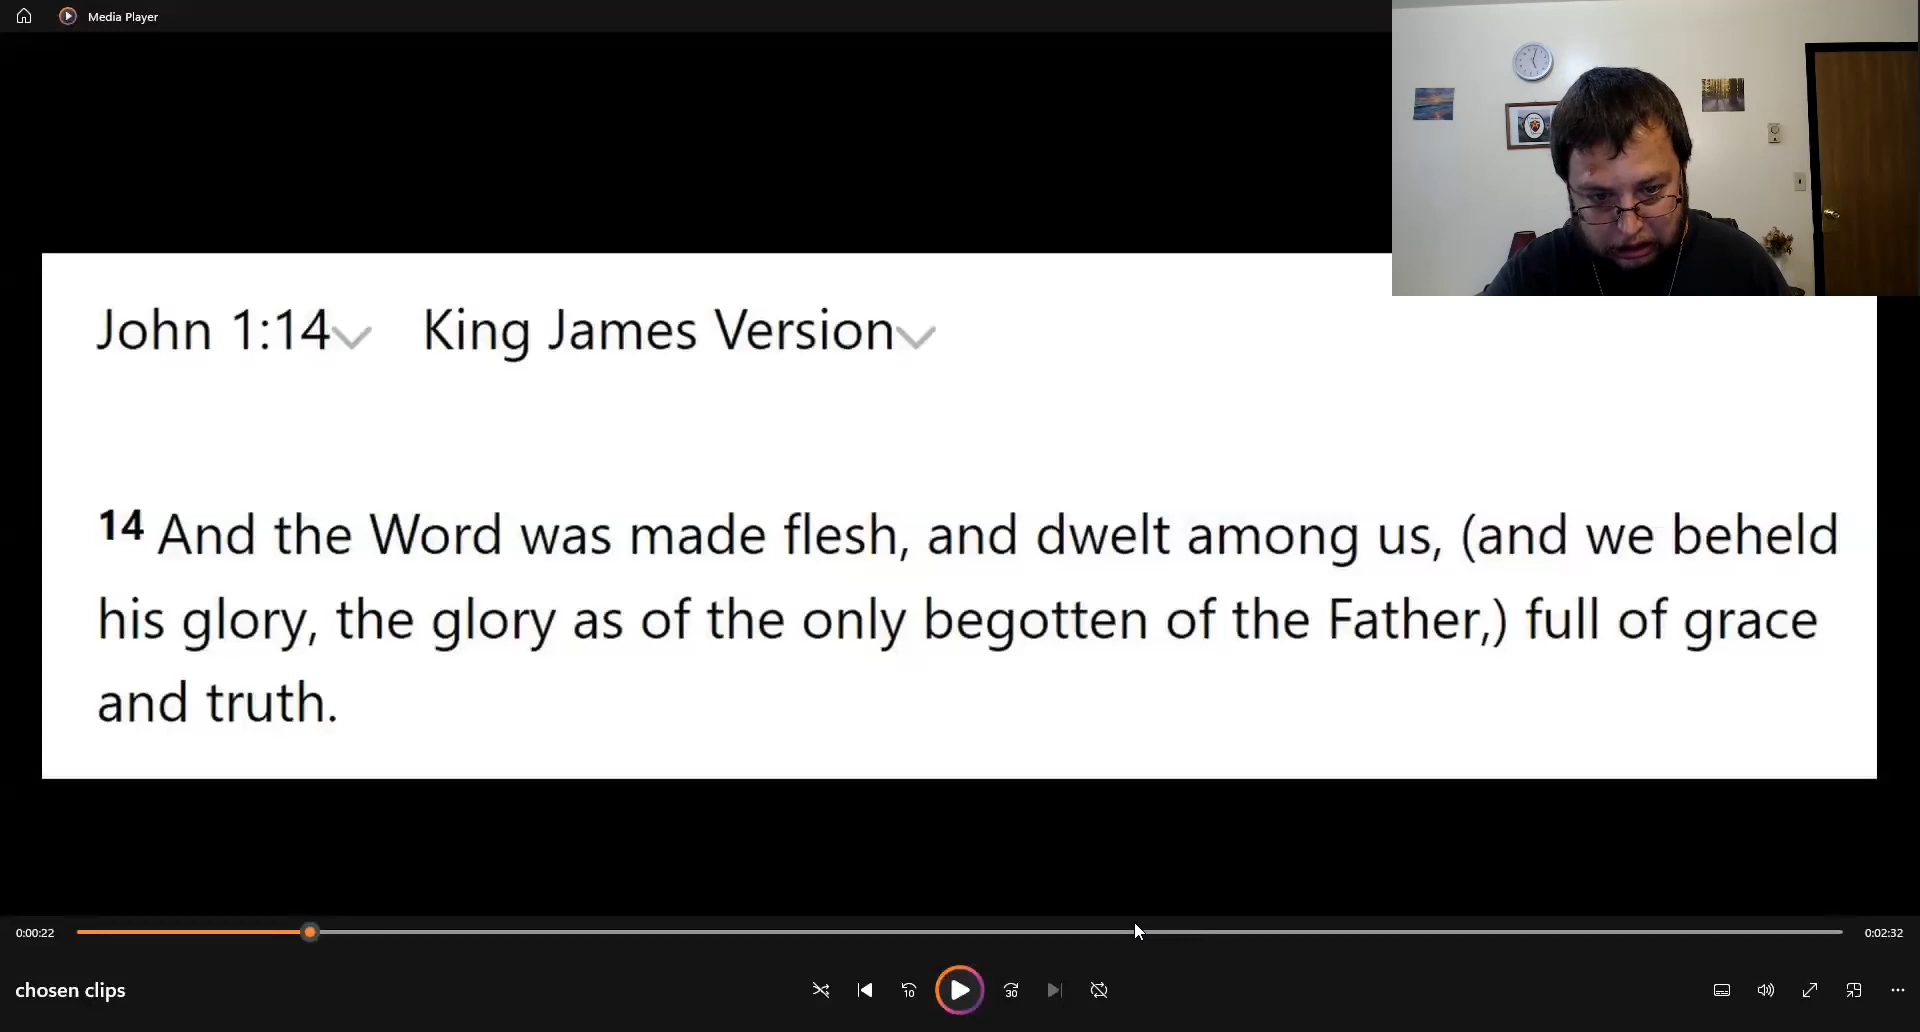 Media Player
John 1:14 King James Version
14 And the Word was made flesh, and dwelt among us, (and we beheld
his glory, the glory as of the only begotten of the Father,) full of grace
and truth.
0:00:22
0:02:32
chosen clips
10
30